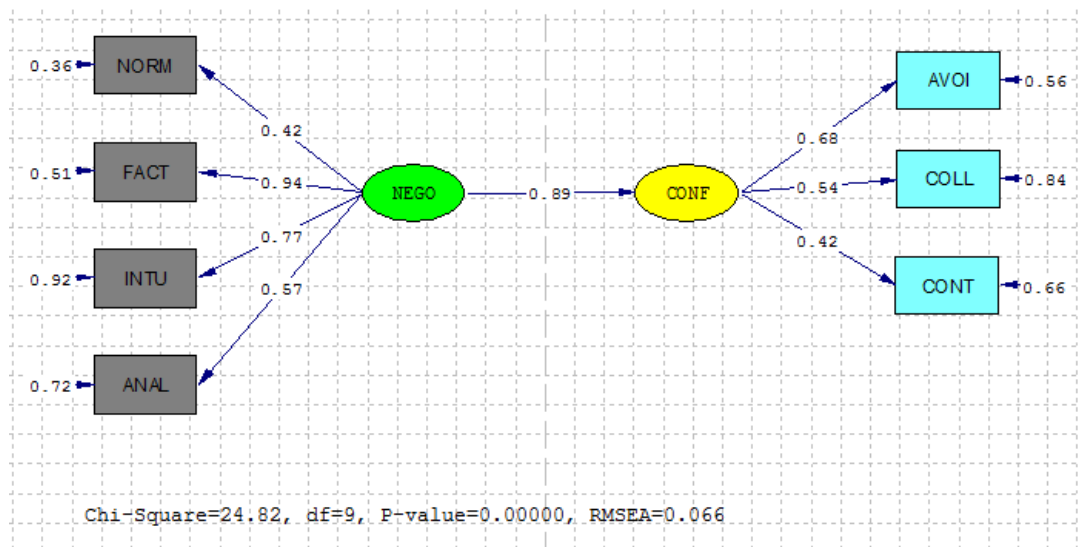 0.36 NORM
0.51 FACT
0.92 INTU
0.72 ANAL
0.42
0.94
0.77
0.57
NEGO
0.89
CONF
0.68
0.54
0.42
AVOI 0.56
COLL 0.84
CONT 0.66
Chi-Square=24.82, df=9, P-value=0.00000, RMSEA=0.066